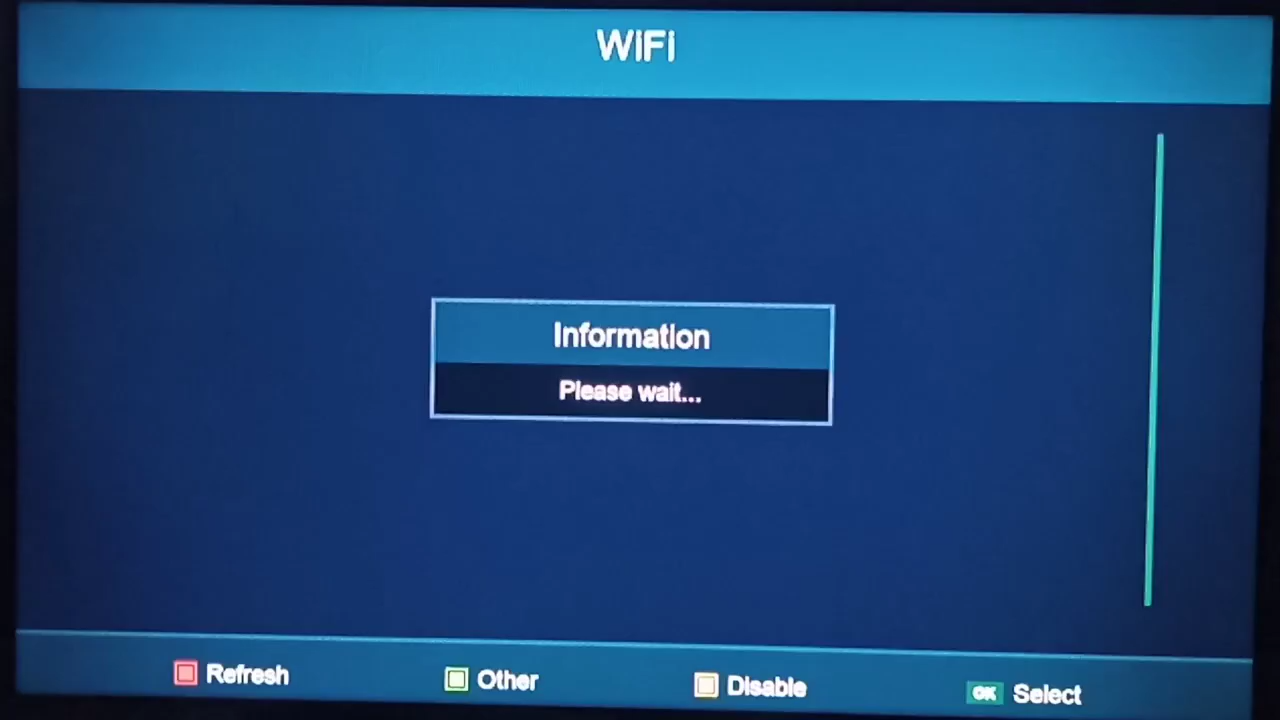 WiFi
Information
Please wait...
Refresh
Other
Disable
OK Select